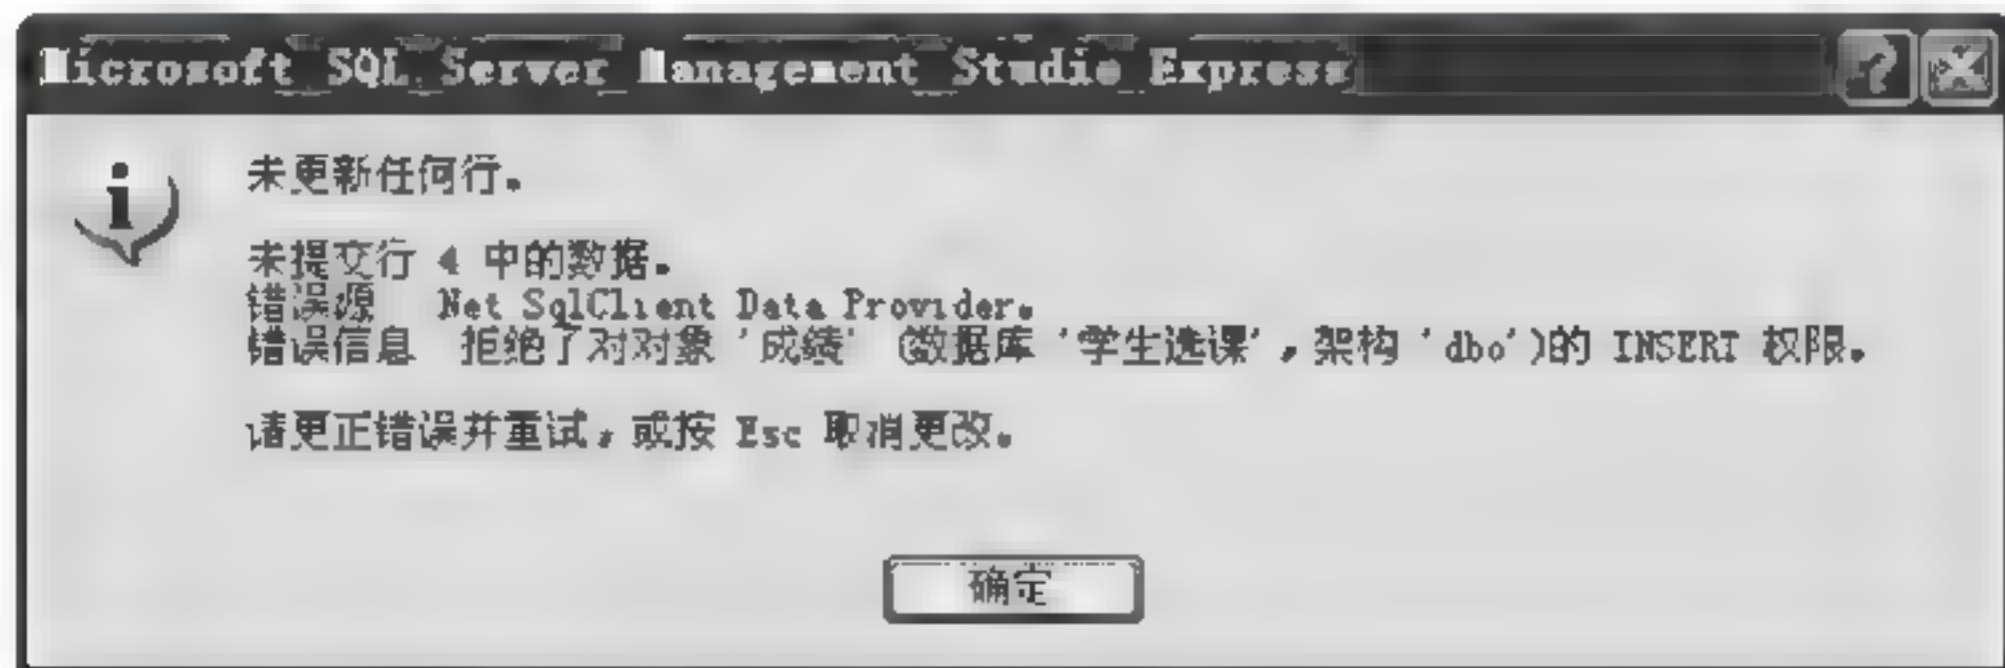 Microsoft SQL Server Management Studio Express
未更新任何行。
未提交行 4 中的数据。
错误源 Net SqlClient Data Provider。
错误信息 拒绝了对对象 '成绩' (数据库 '学生选课', 架构 'dbo')的 INSERT 权限。
请更正错误并重试,或按 Esc 取消更改。
确定